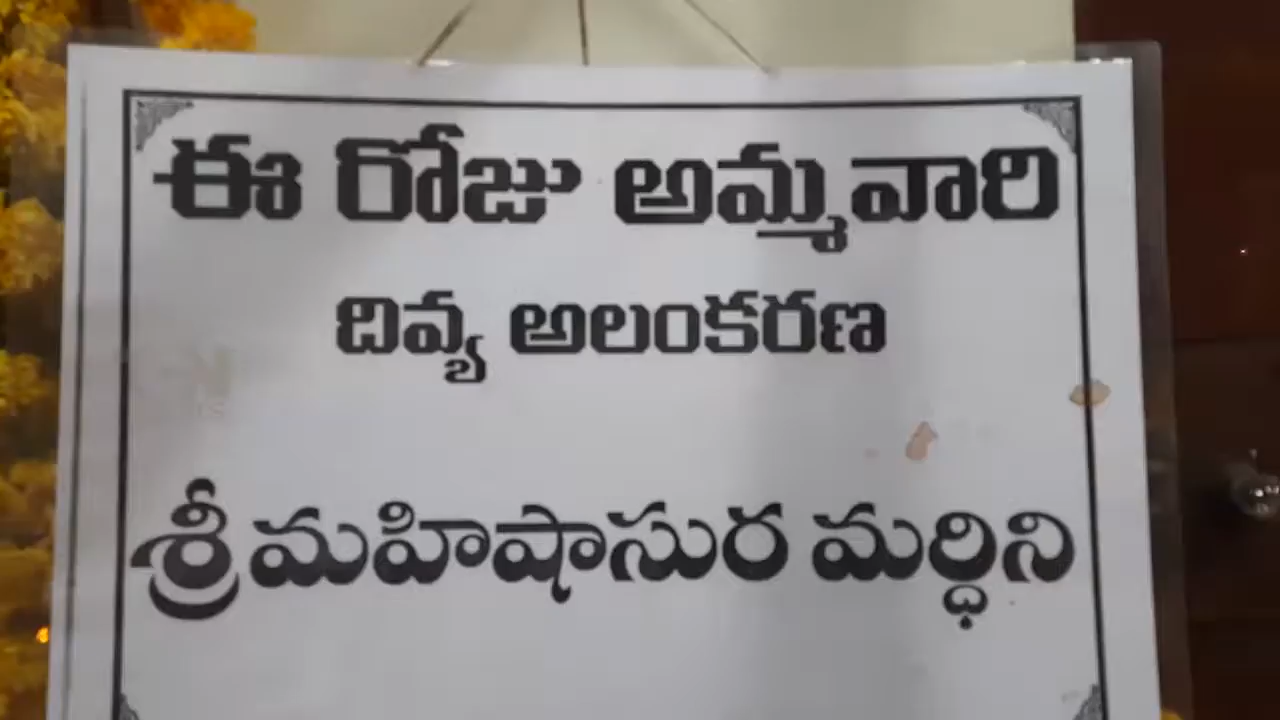 ఈ రోజు అమ్మవారి
దివ్య అలంకరణ
శ్రీ మహిషాసుర మర్ధిని